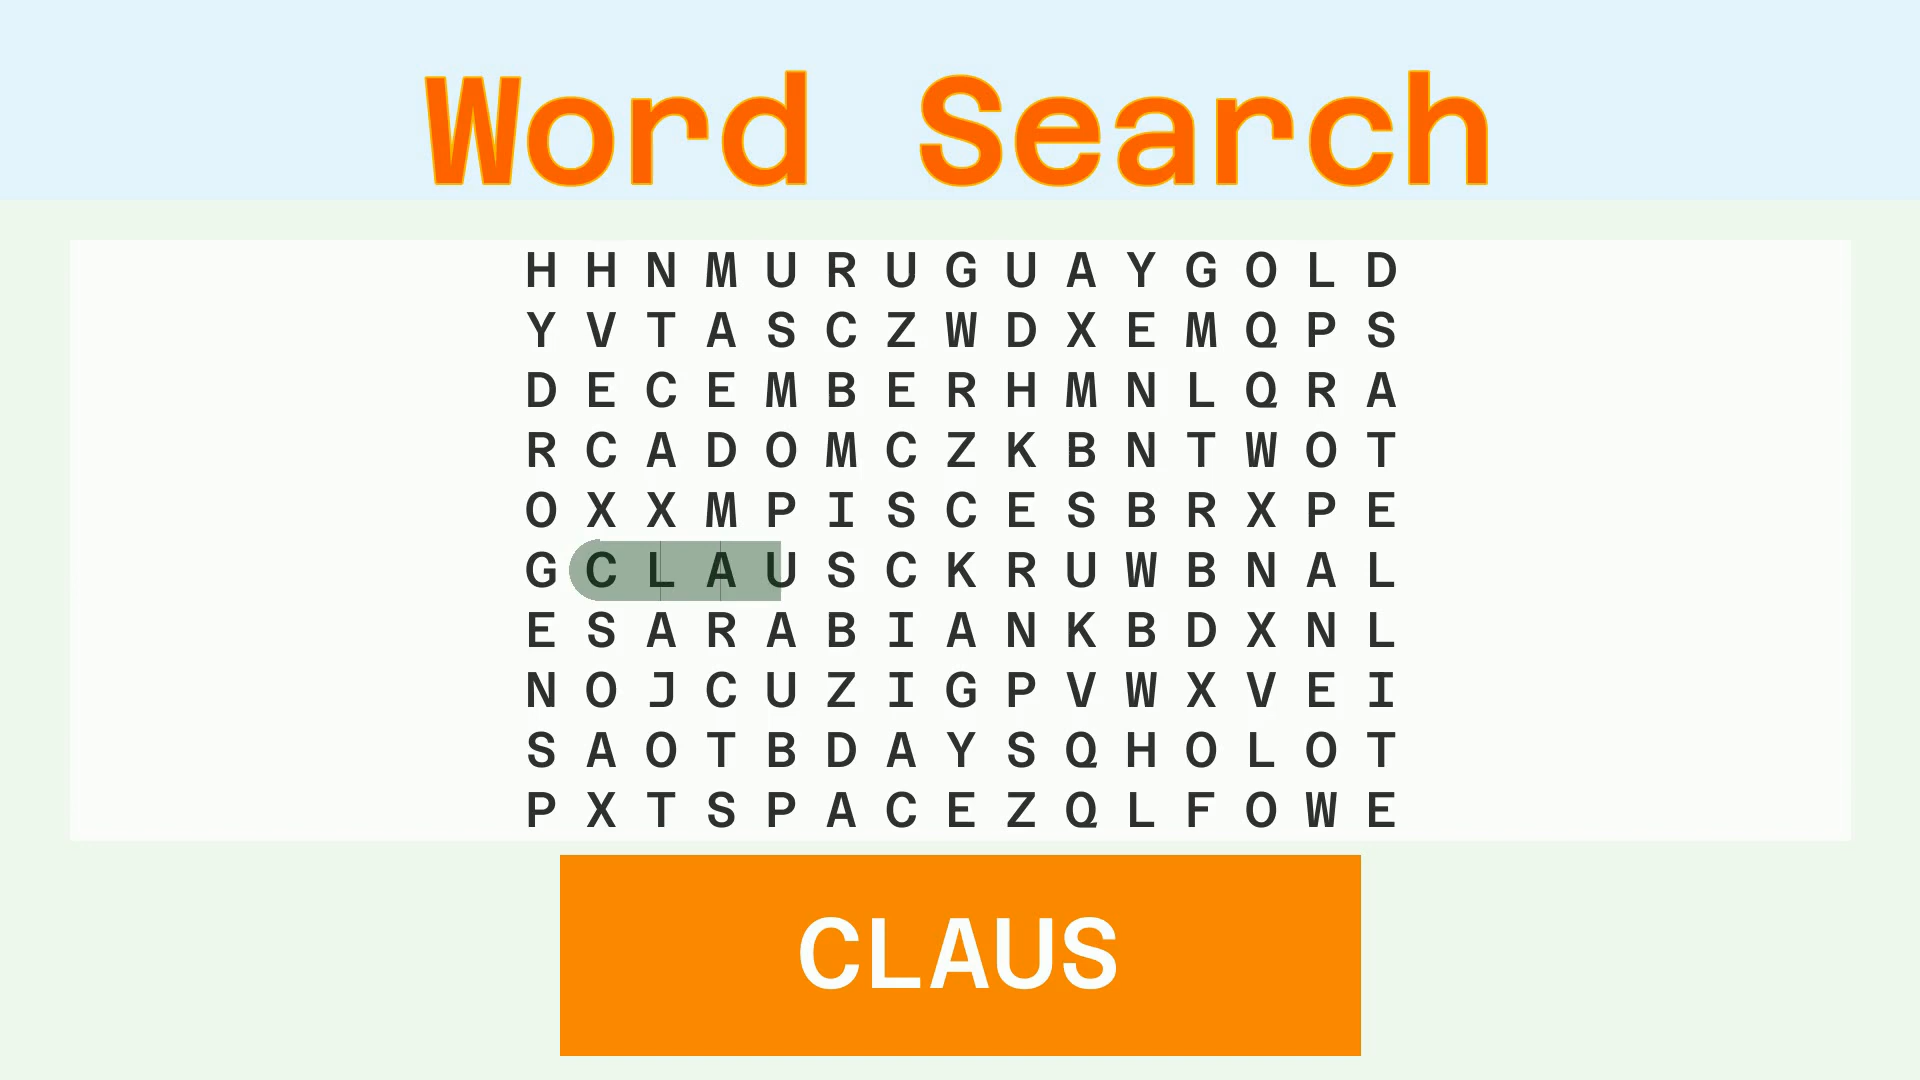 Word Search
H H N M U R U G U A Y G O L D
Y V T A S C Z W D X E M Q P S
D E C E M B E R H M N L Q R A
R C A D O M C Z K B N T W O T
O X X M P I S C E S B R X P E
G C L A U S C K R U W B N A L
E S A R A B I A N K B D X N L
N O J C U Z I G P V W X V E I
S A O T B D A Y S Q H O L O T
P X T S P A C E Z Q L F O W E
CLAUS